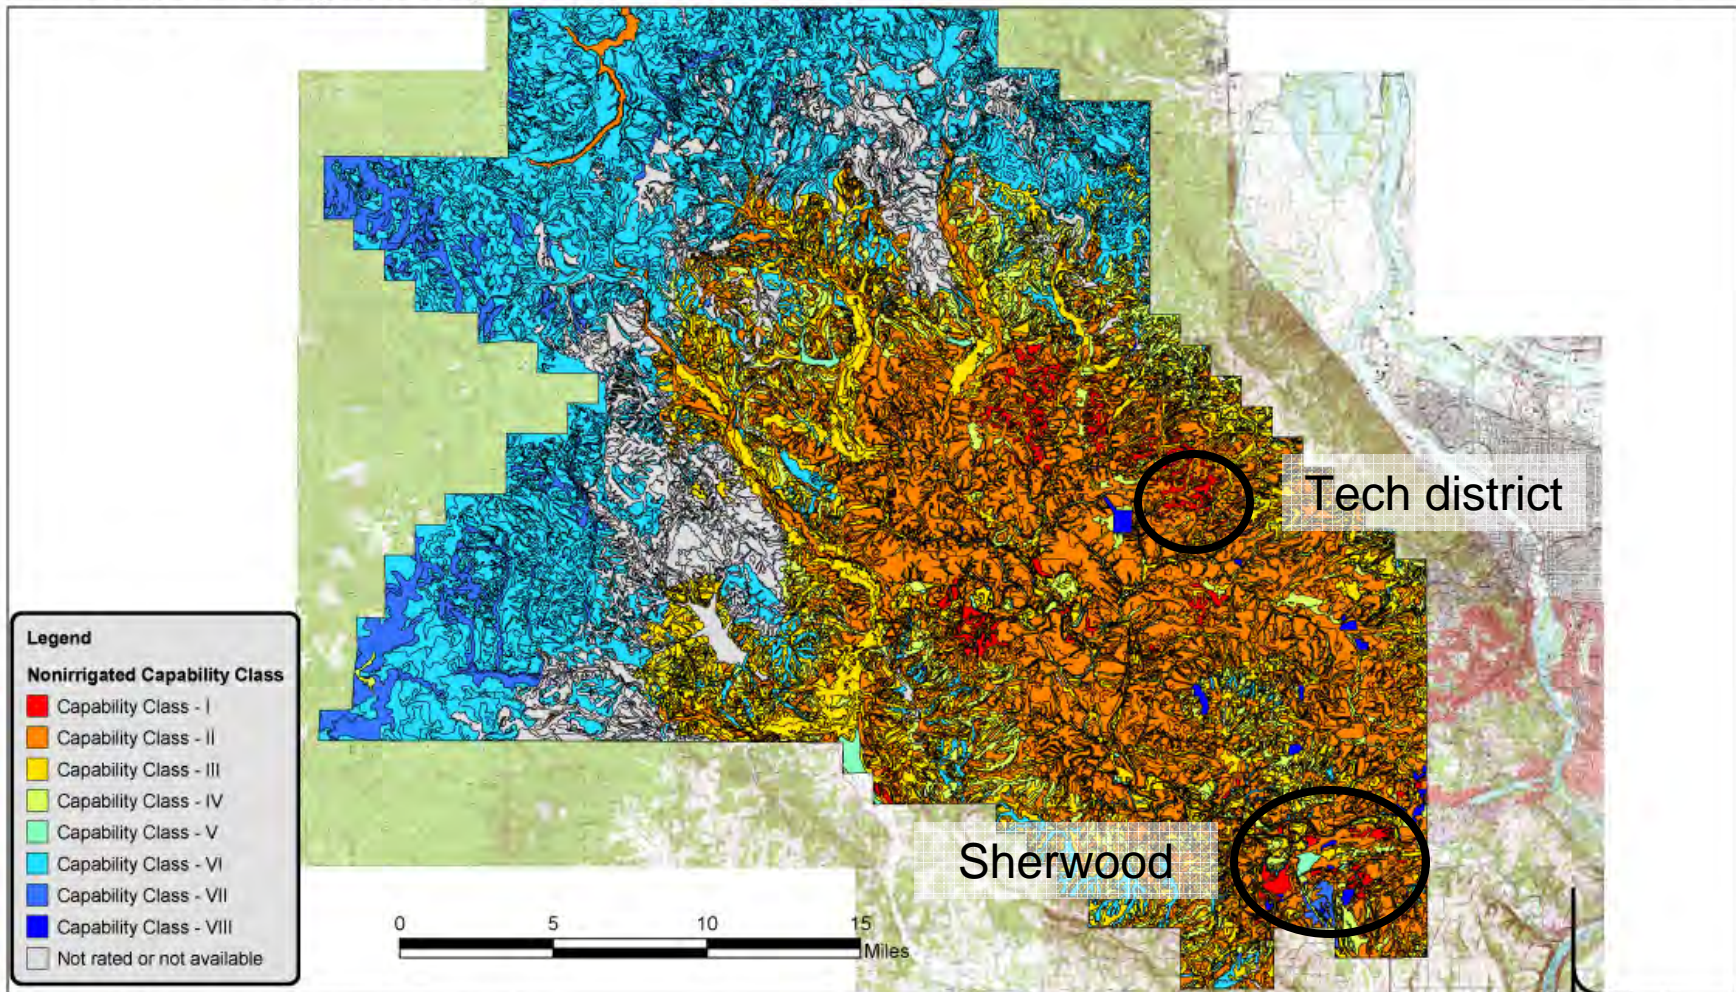 Tech district
Sherwood
Legend
Nonirrigated Capability Class
Capability Class - I
Capability Class - II
Capability Class - III
Capability Class - IV
Capability Class - V
Capability Class - VI
Capability Class - VII
Capability Class - VIII
Not rated or not available
0 5 10 15
Miles